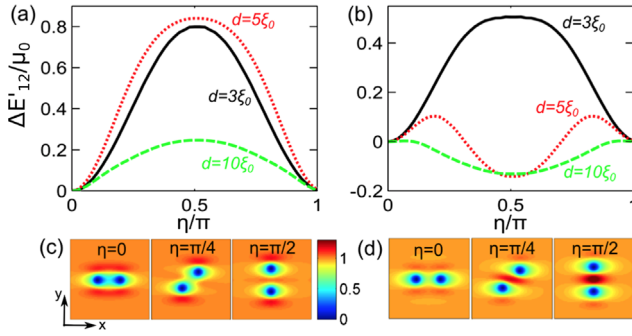 (a)
ΔE'₁₂/μ₀
0.8
0.6
0.4
0.2
0
d=5ξ₀
d=3ξ₀
d=10ξ₀
0
0.5
1
η/π
(b)
0.4
0.2
0
-0.2
d=3ξ₀
d=5ξ₀
d=10ξ₀
0
0.5
1
η/π
(c)
η=0
η=π/4
η=π/2
1
0.5
0
y
x
(d)
η=0
η=π/4
η=π/2